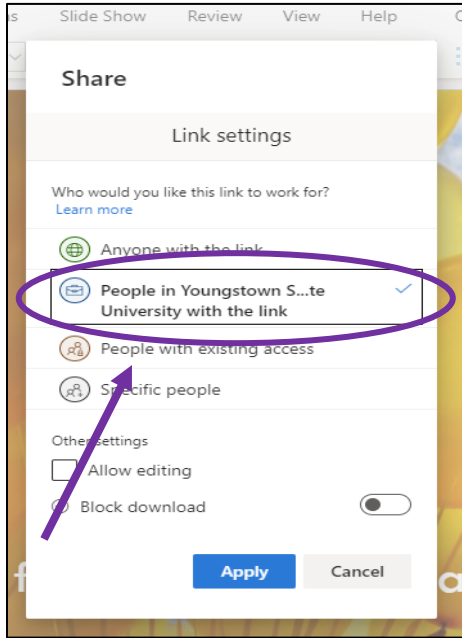 Slide Show Review View Help
Share
Link settings
Who would you like this link to work for?
Learn more
Anyone with the link
People in Youngstown S...te
University with the link
People with existing access
Specific people
Other settings
Allow editing
Block download
Apply Cancel